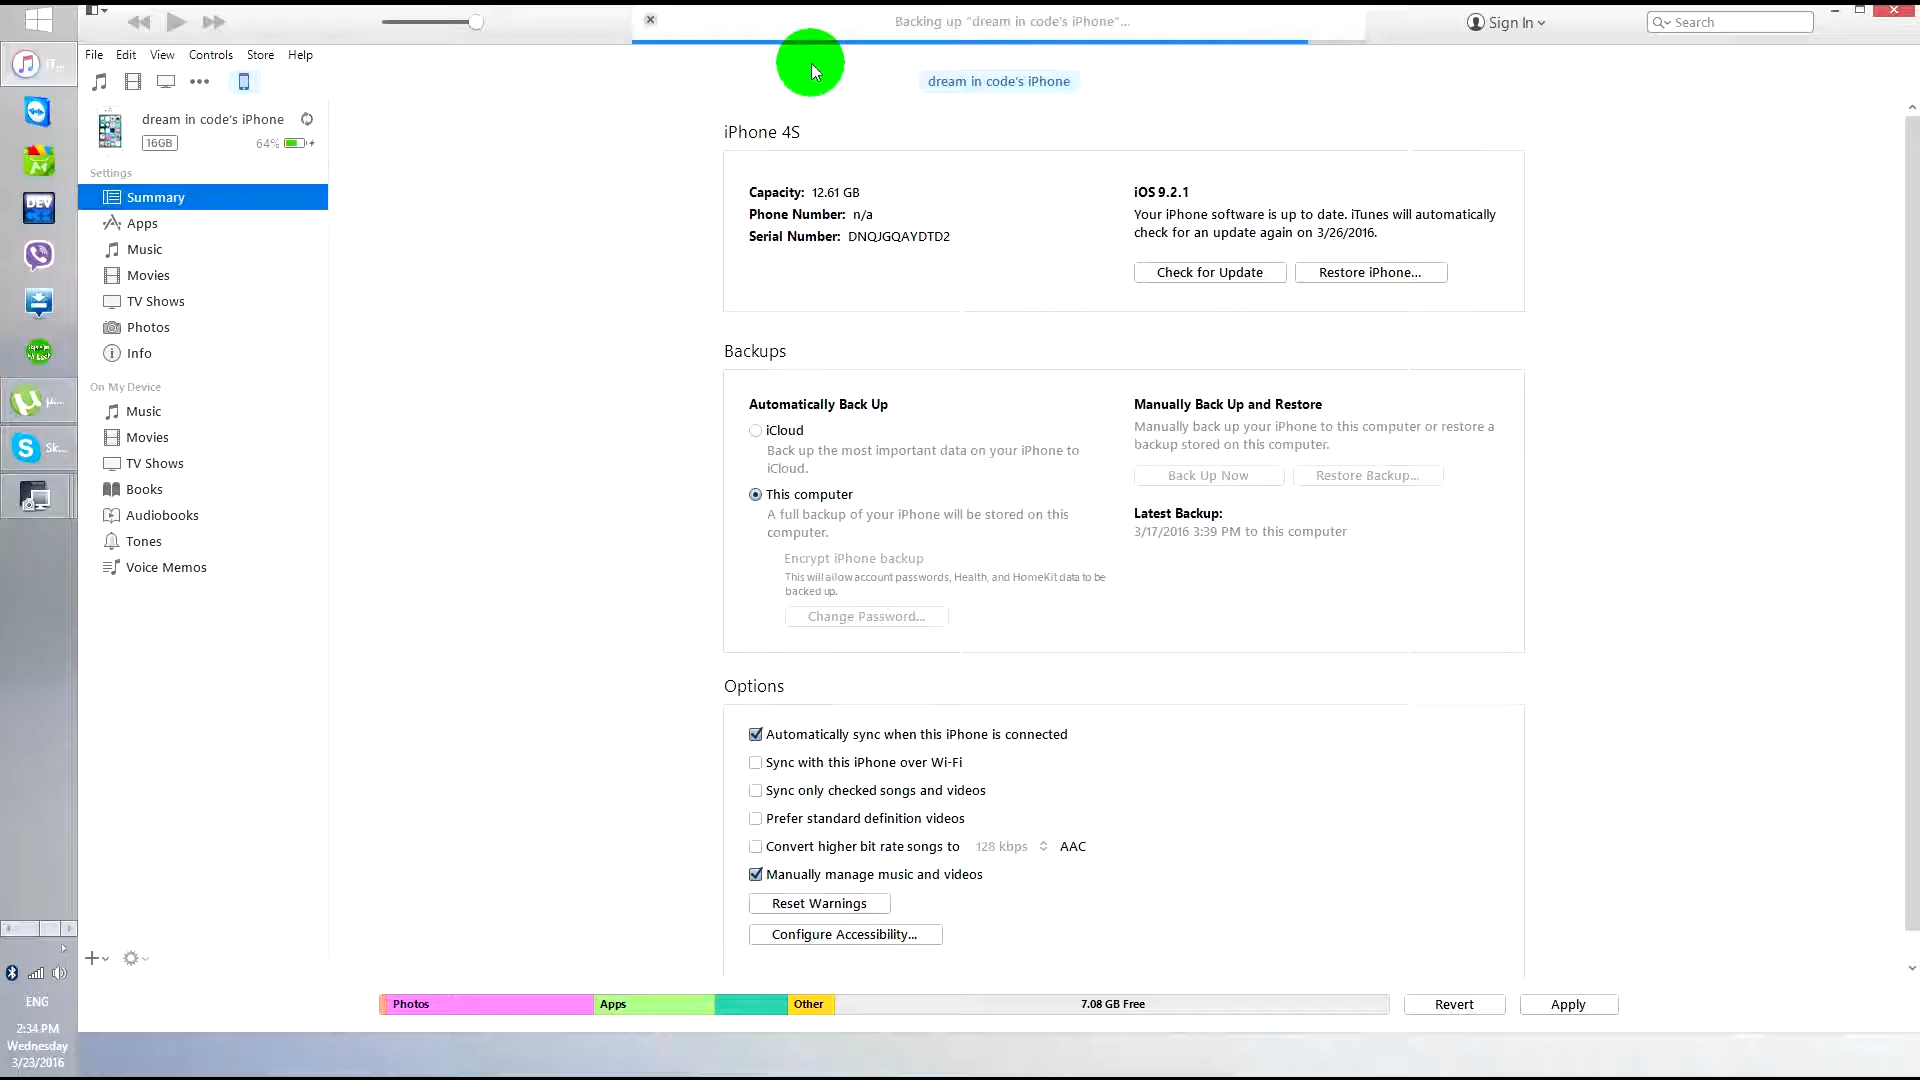 Backing up “dream in code’s iPhone”...
Sign In
Search
File Edit View Controls Store Help
dream in code’s iPhone
dream in code’s iPhone
16GB
64%
Settings
Summary
Apps
Music
Movies
TV Shows
Photos
Info
On My Device
Music
Movies
TV Shows
Books
Audiobooks
Tones
Voice Memos
iPhone 4S
Capacity: 12.61 GB
Phone Number: n/a
Serial Number: DNQJGQAYDTD2
iOS 9.2.1
Your iPhone software is up to date. iTunes will automatically
check for an update again on 3/26/2016.
Check for Update
Restore iPhone...
Backups
Automatically Back Up
iCloud
Back up the most important data on your iPhone to
iCloud.
This computer
A full backup of your iPhone will be stored on this
computer.
Encrypt iPhone backup
This will allow account passwords, Health, and HomeKit data to be
backed up.
Change Password...
Manually Back Up and Restore
Manually back up your iPhone to this computer or restore a
backup stored on this computer.
Back Up Now
Restore Backup...
Latest Backup:
3/17/2016 3:39 PM to this computer
Options
Automatically sync when this iPhone is connected
Sync with this iPhone over Wi-Fi
Sync only checked songs and videos
Prefer standard definition videos
Convert higher bit rate songs to 128 kbps AAC
Manually manage music and videos
Reset Warnings
Configure Accessibility...
Photos
Apps
Other
7.08 GB Free
Revert
Apply
iT...
DEV
µ...
Sk...
ENG
2:34 PM
Wednesday
3/23/2016